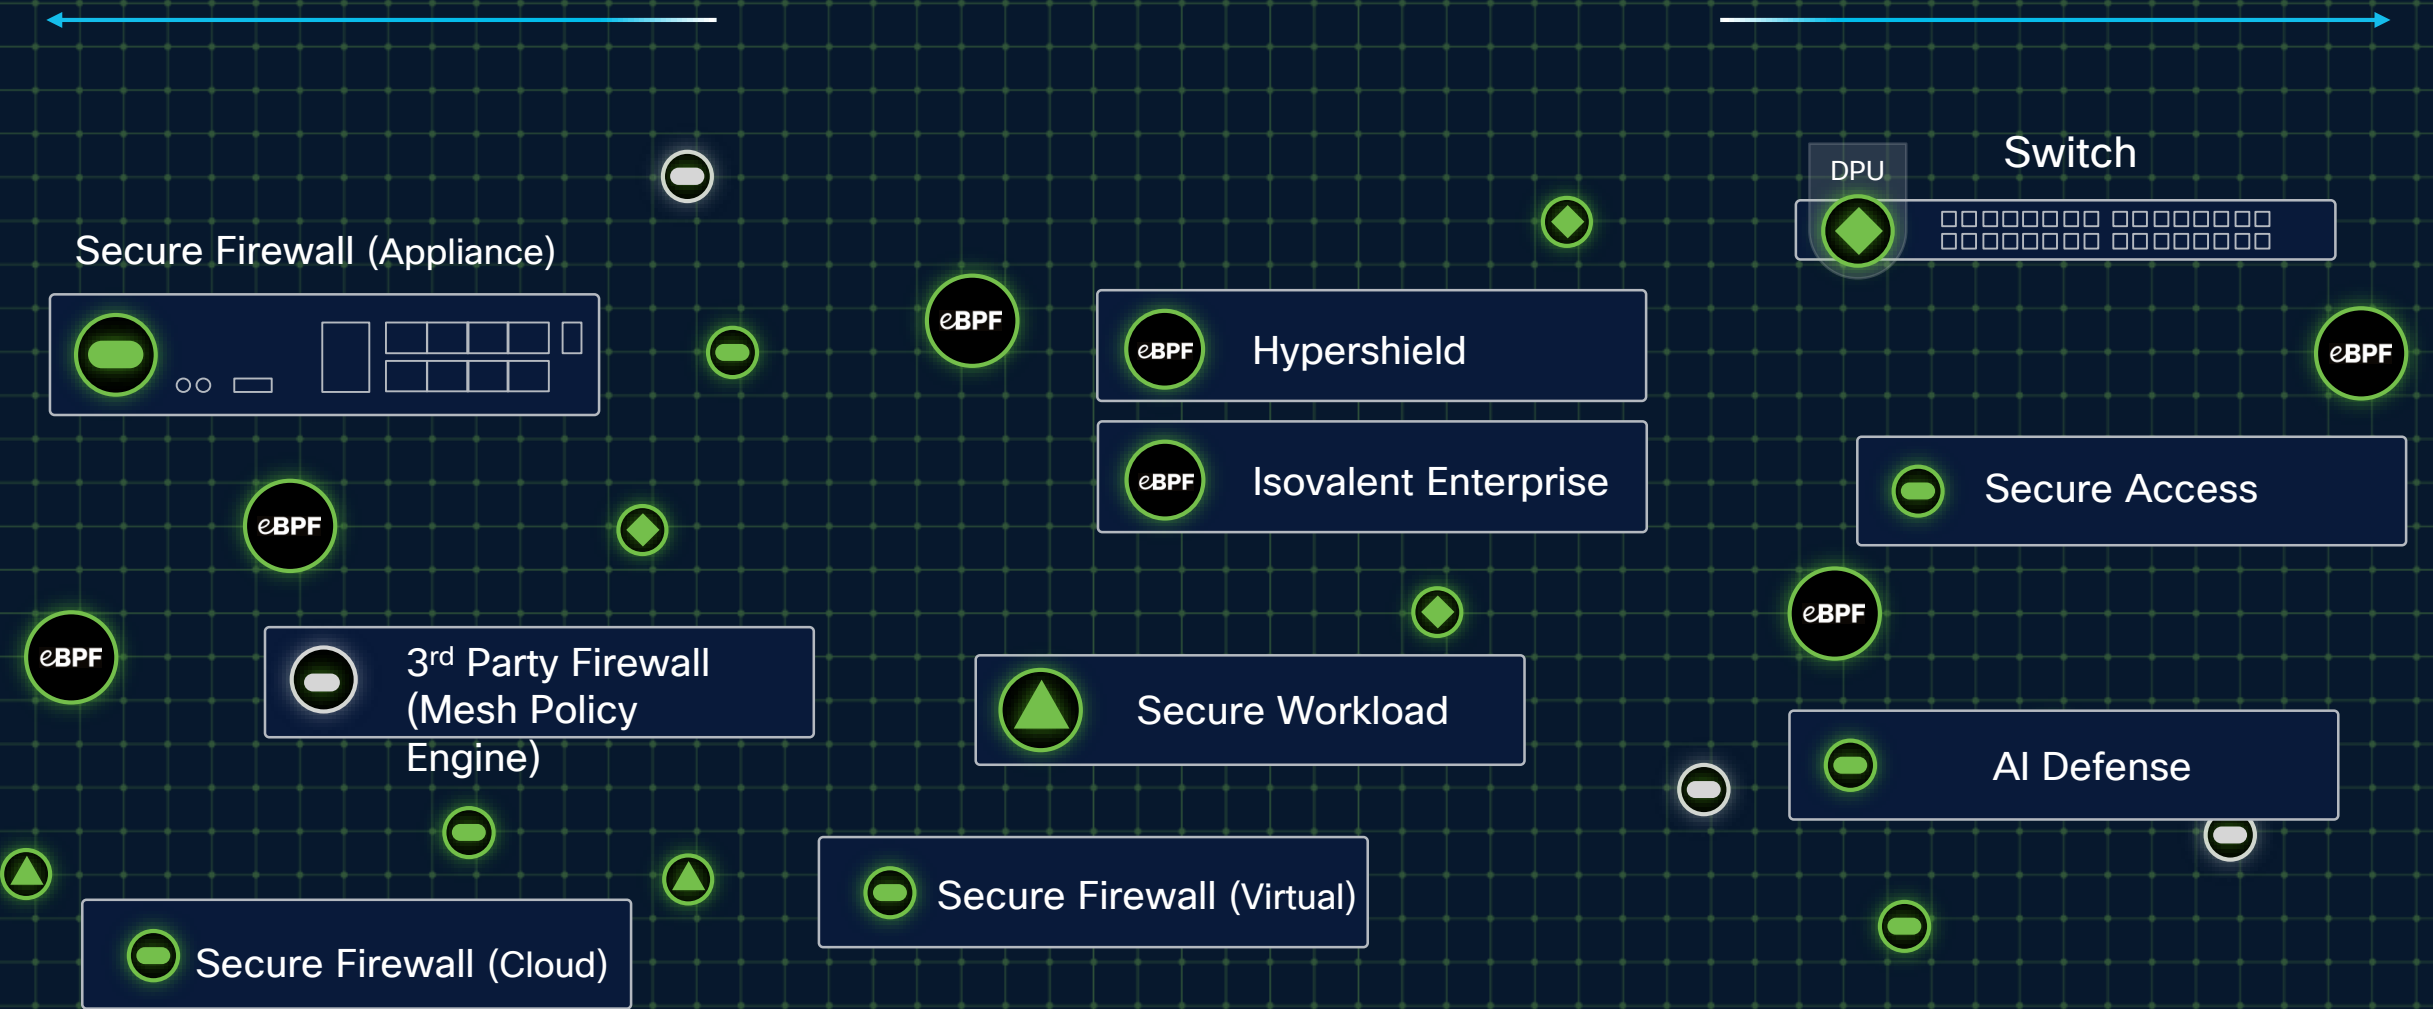 Switch
DPU
Secure Firewall (Appliance)
eBPF
eBPF
Hypershield
eBPF
eBPF
Isovalent Enterprise
Secure Access
eBPF
eBPF
eBPF
3rd Party Firewall
(Mesh Policy
Engine)
Secure Workload
AI Defense
Secure Firewall (Virtual)
Secure Firewall (Cloud)